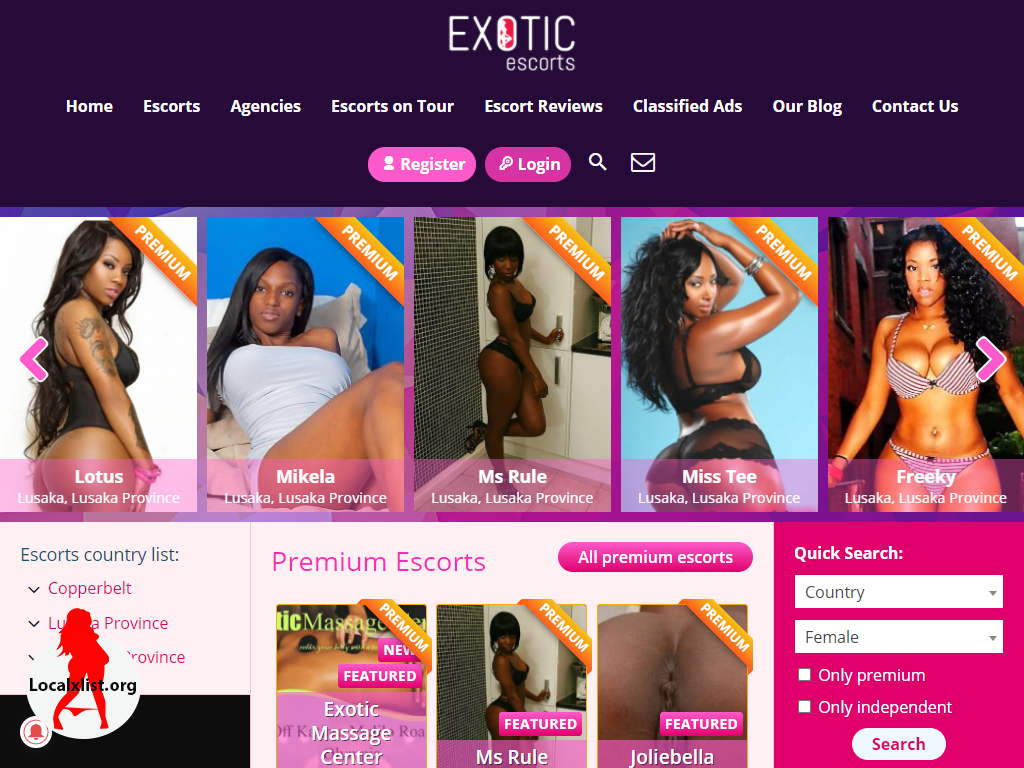 EXOTIC
escorts
Home Escorts Agencies Escorts on Tour Escort Reviews Classified Ads Our Blog Contact Us
Register Login
PREMIUM PREMIUM PREMIUM PREMIUM PREMIUM
Lotus Mikela Ms Rule Miss Tee Freeky
Lusaka, Lusaka Province Lusaka, Lusaka Province Lusaka, Lusaka Province Lusaka, Lusaka Province Lusaka, Lusaka Province
Escorts country list:
Copperbelt
Province
Province
Localxlist.org
Premium Escorts
All premium escorts
PREMIUM PREMIUM PREMIUM
Massage
FEATURED
Exotic
Massage
Center
FEATURED
Ms Rule
FEATURED
Joliebella
Quick Search:
Country
Female
Only premium
Only independent
Search